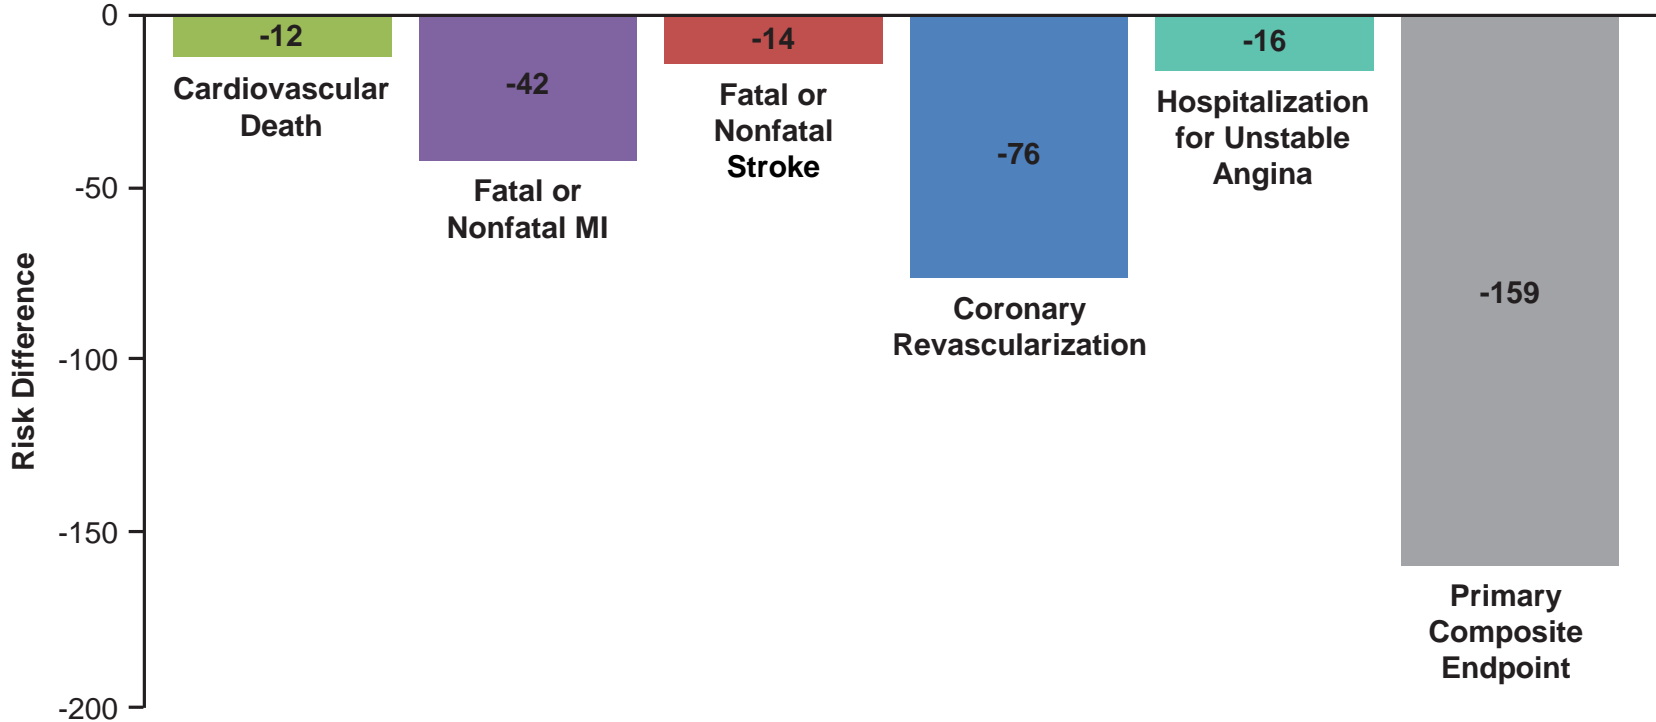 0
-50
-100
-150
-200
Risk Difference
-12
Cardiovascular
Death
-42
Fatal or
Nonfatal MI
-14
Fatal or
Nonfatal
Stroke
-76
Coronary
Revascularization
-16
Hospitalization
for Unstable
Angina
-159
Primary
Composite
Endpoint